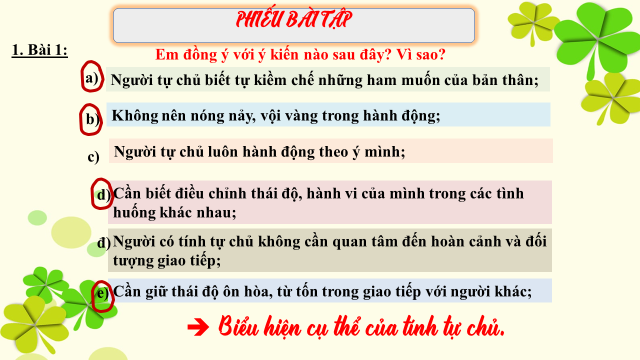 PHIẾU BÀI TẬP
1. Bài 1:
Em đồng ý với ý kiến nào sau đây? Vì sao?
a) Người tự chủ biết tự kiềm chế những ham muốn của bản thân;
b) Không nên nóng nảy, vội vàng trong hành động;
c) Người tự chủ luôn hành động theo ý mình;
d) Cần biết điều chỉnh thái độ, hành vi của mình trong các tình
huống khác nhau;
đ) Người có tính tự chủ không cần quan tâm đến hoàn cảnh và đối
tượng giao tiếp;
e) Cần giữ thái độ ôn hòa, từ tốn trong giao tiếp với người khác;
➔ Biểu hiện cụ thể của tính tự chủ.